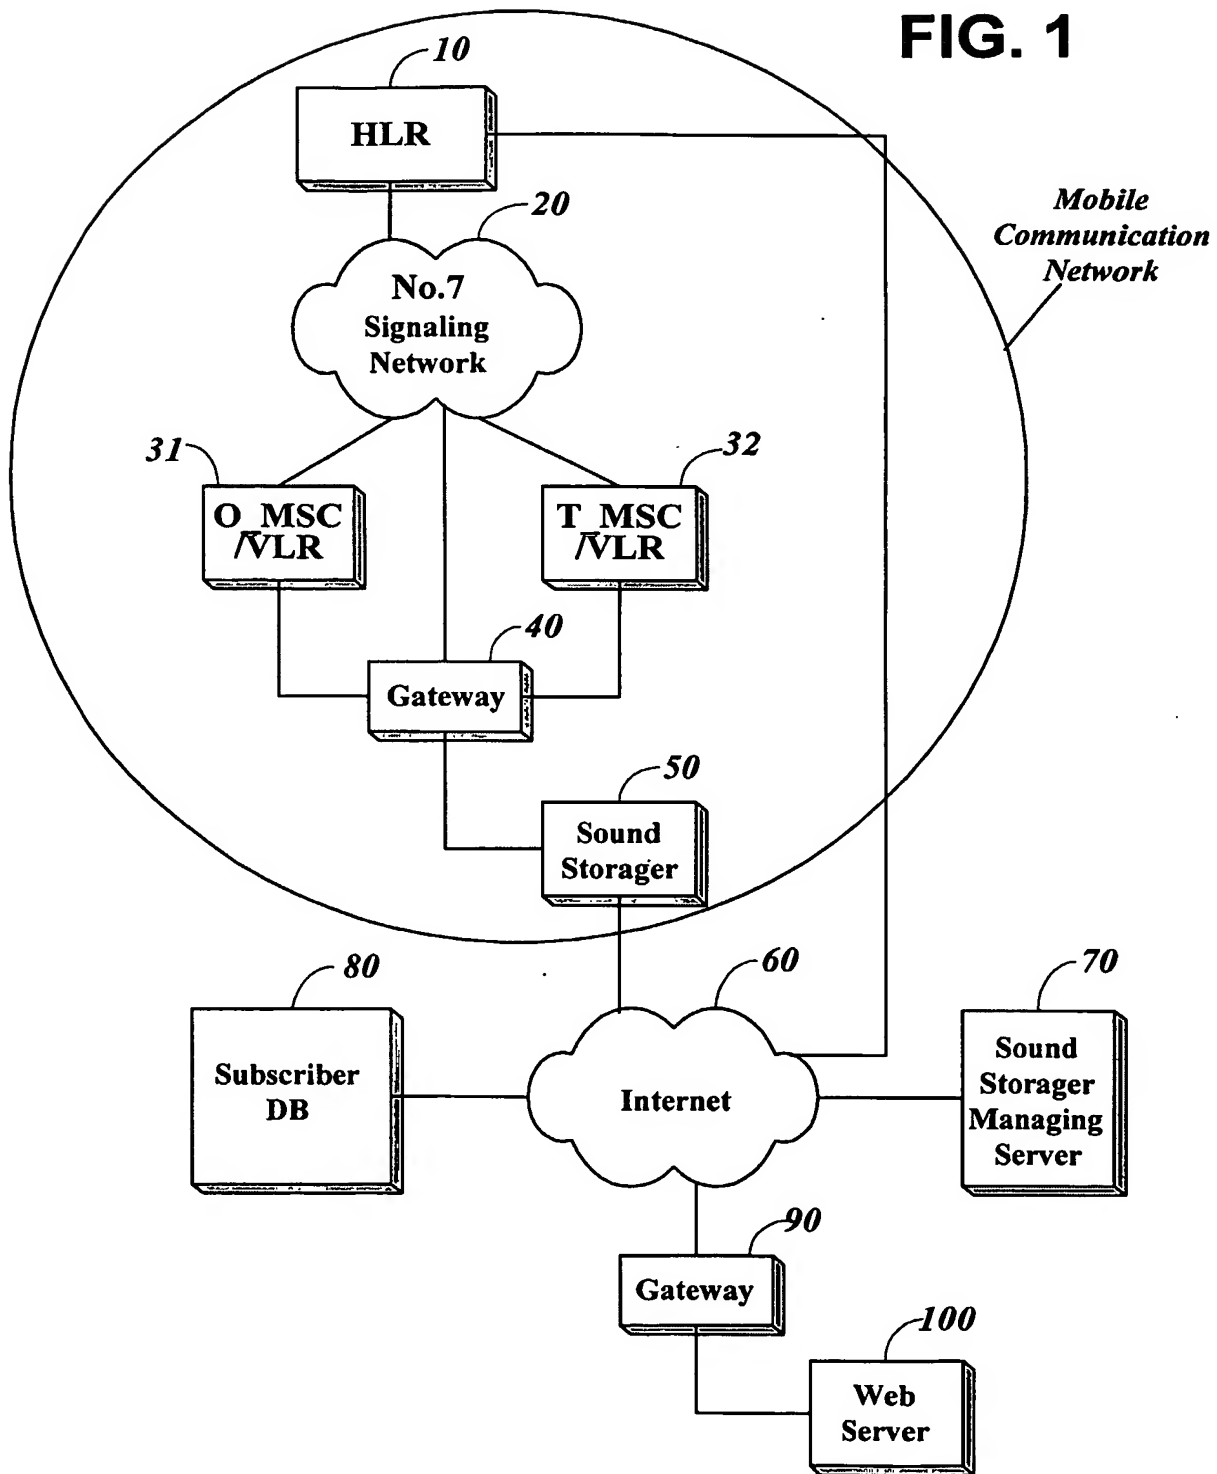 FIG. 1
10
HLR
20
Mobile
Communication
Network
No.7
Signaling
Network
31
32
O_MSC
/VLR
T_MSC
/VLR
40
Gateway
50
Sound
Storager
80
60
70
Subscriber
DB
Internet
Sound
Storager
Managing
Server
90
Gateway
100
Web
Server